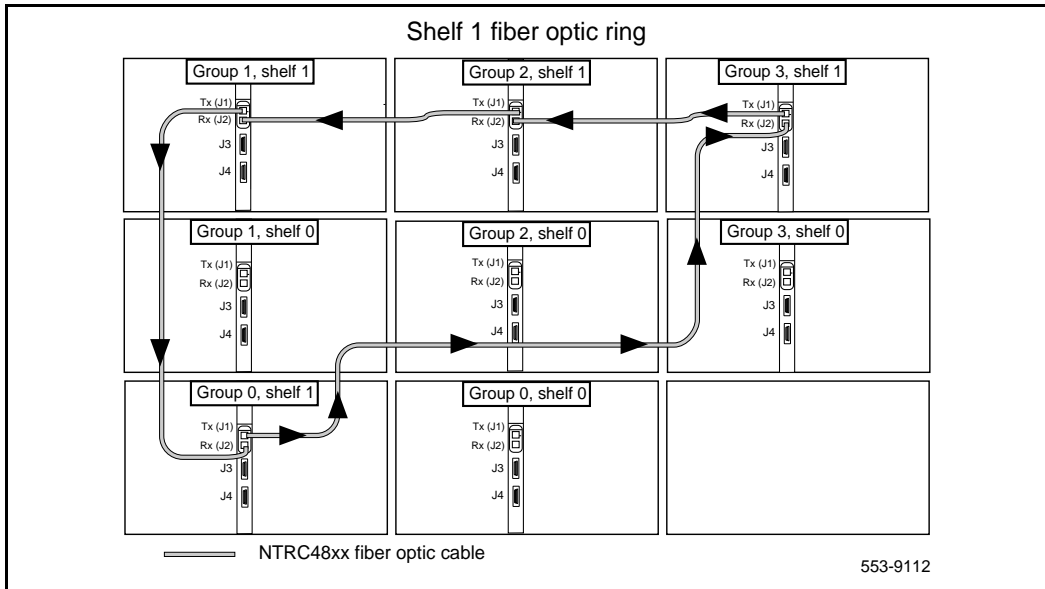 Shelf 1 fiber optic ring
Group 1, shelf 1
Tx (J1)
Rx (J2)
J3
J4
Group 2, shelf 1
Tx (J1)
Rx (J2)
J3
J4
Group 3, shelf 1
Tx (J1)
Rx (J2)
J3
J4
Group 1, shelf 0
Tx (J1)
Rx (J2)
J3
J4
Group 2, shelf 0
Tx (J1)
Rx (J2)
J3
J4
Group 3, shelf 0
Tx (J1)
Rx (J2)
J3
J4
Group 0, shelf 1
Tx (J1)
Rx (J2)
J3
J4
Group 0, shelf 0
Tx (J1)
Rx (J2)
J3
J4
NTRC48xx fiber optic cable
553-9112